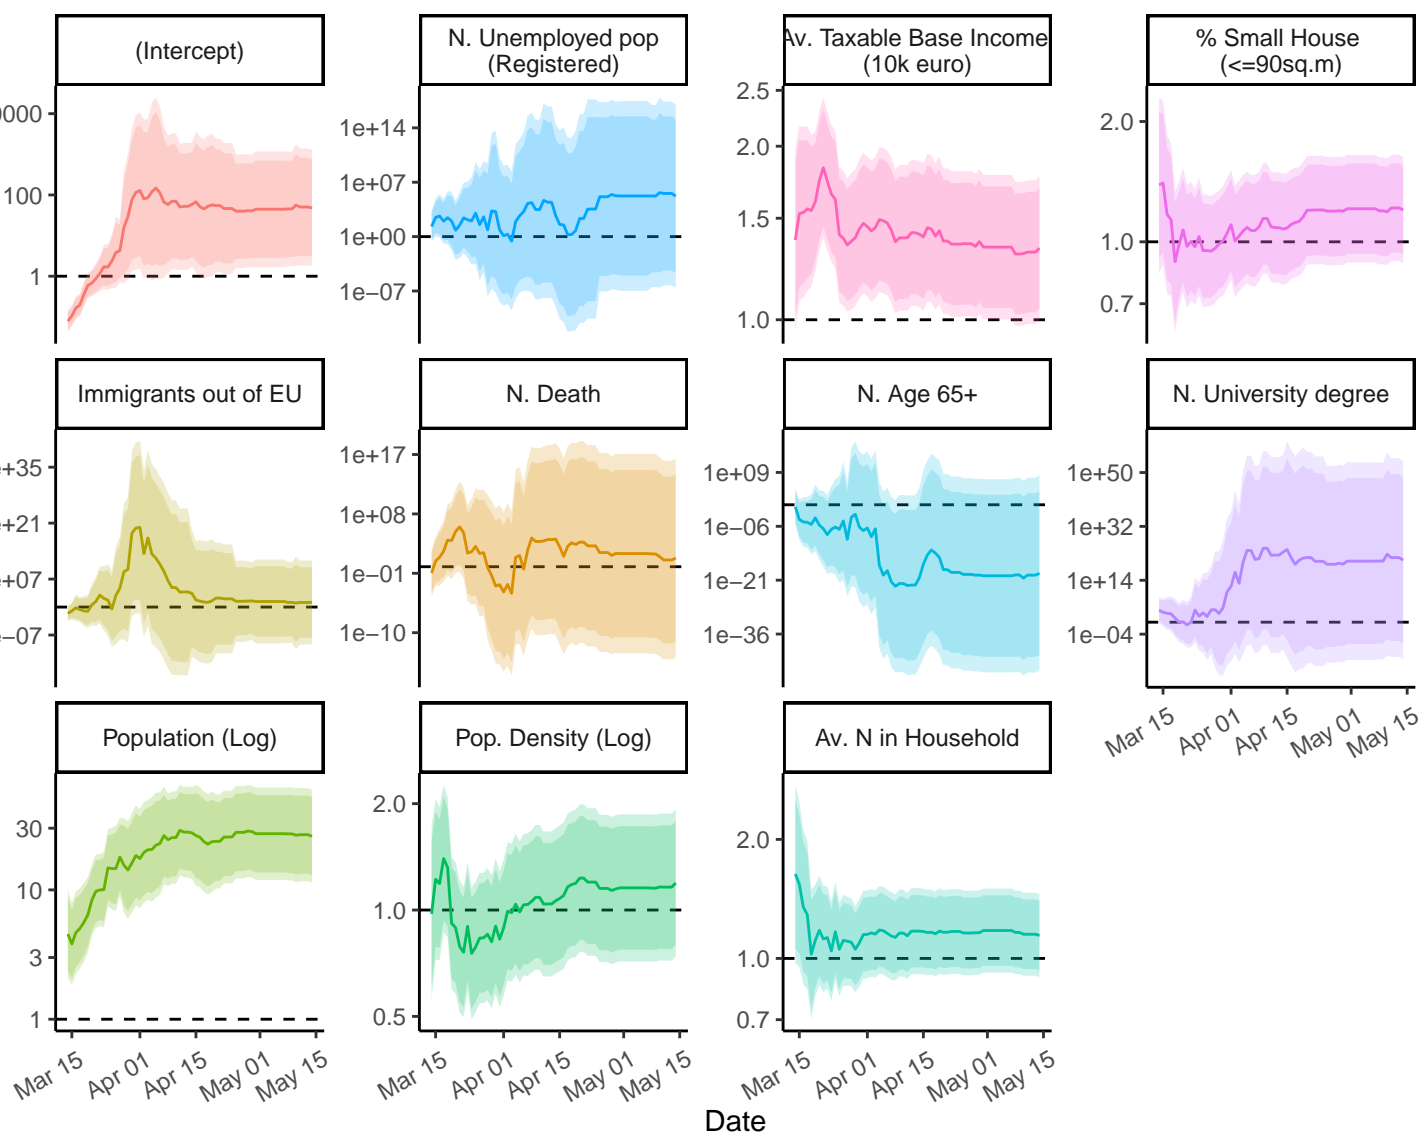 (Intercept)
N. Unemployed pop
(Registered)
Av. Taxable Base Income
(10k euro)
% Small House
(<=90sq.m)
100
1
1e+14
1e+07
1e+00
1e−07
2.5
2.0
1.5
1.0
2.0
1.0
0.7
Immigrants out of EU
N. Death
N. Age 65+
N. University degree
e+35
e+21
e+07
e−07
1e+17
1e+08
1e−01
1e−10
1e+09
1e−06
1e−21
1e−36
1e+50
1e+32
1e+14
1e−04
Mar 15
Apr 01
Apr 15
May 01
May 15
Population (Log)
Pop. Density (Log)
Av. N in Household
30
10
3
1
2.0
1.0
0.5
2.0
1.0
0.7
Mar 15
Apr 01
Apr 15
May 01
May 15
Mar 15
Apr 01
Apr 15
May 01
May 15
Mar 15
Apr 01
Apr 15
May 01
May 15
Date